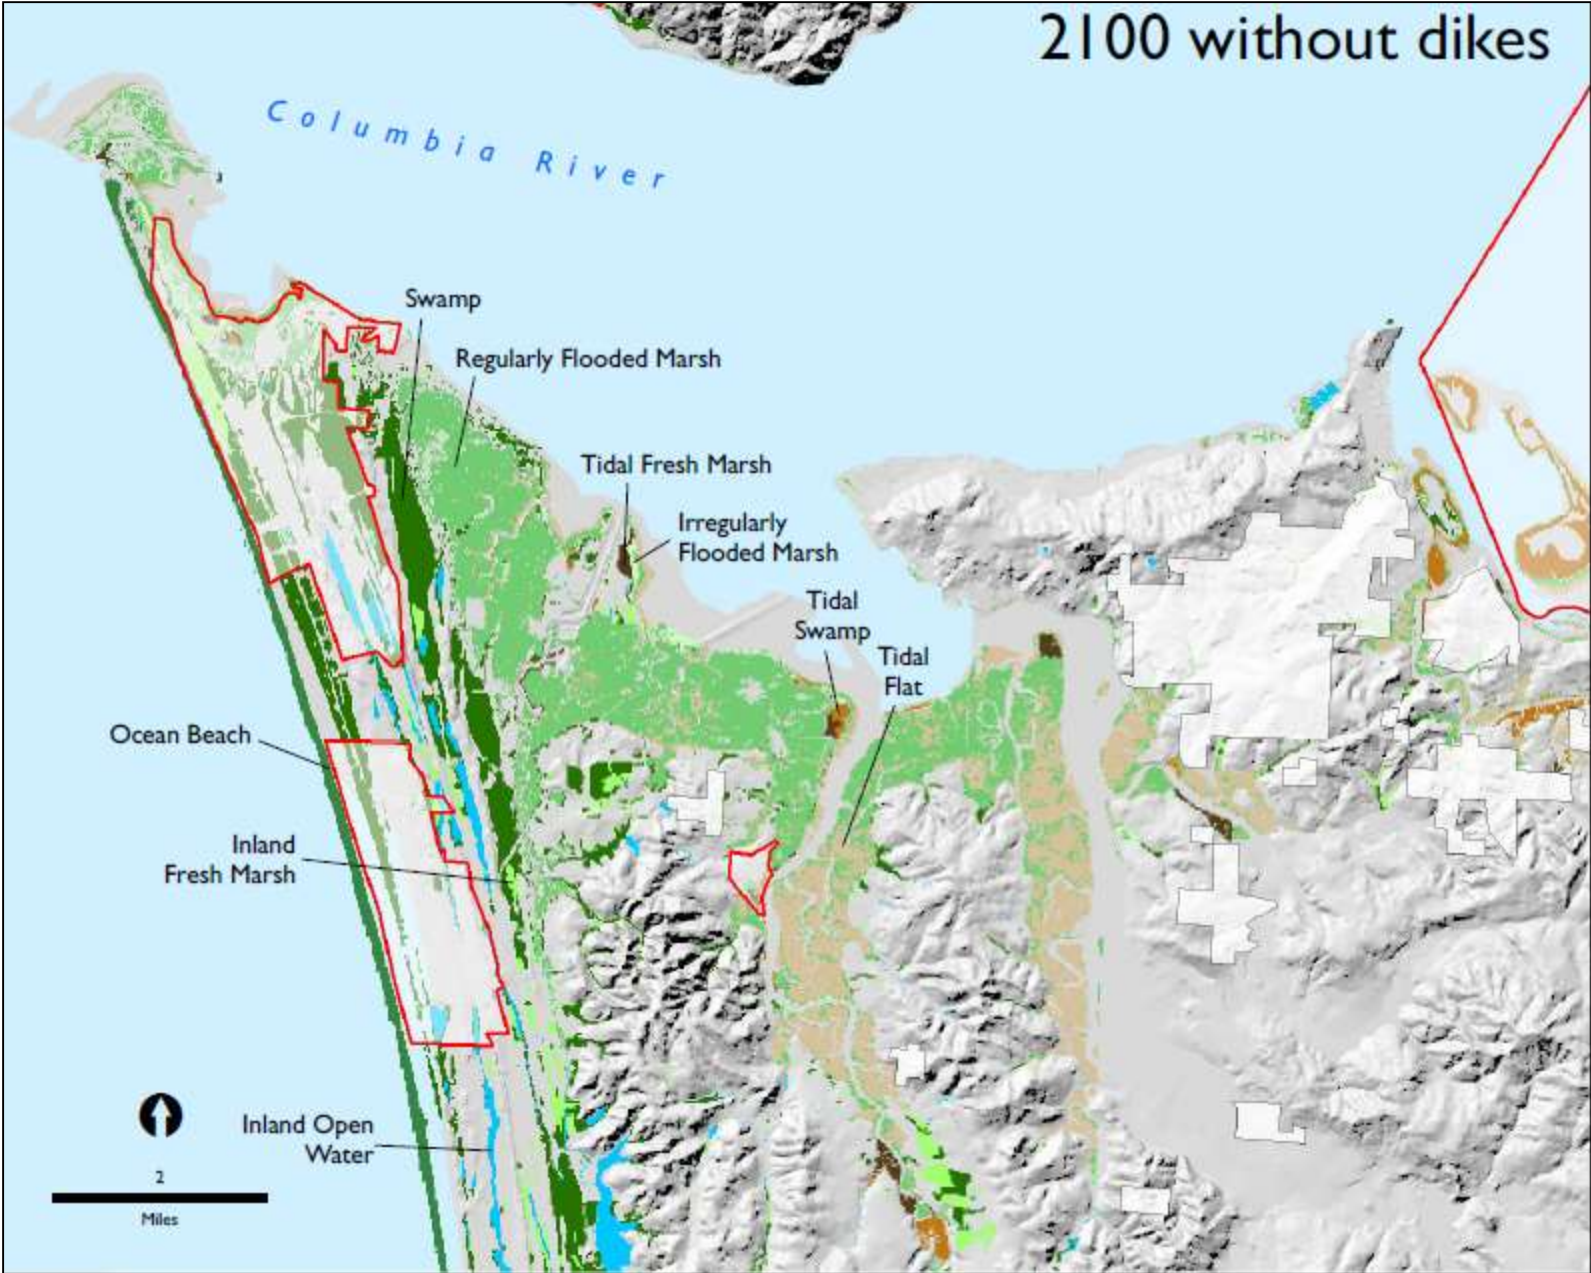 2100 without dikes
Columbia River
Swamp
Regularly Flooded Marsh
Tidal Fresh Marsh
Irregularly
Flooded Marsh
Tidal
Swamp
Tidal
Flat
Ocean Beach
Inland
Fresh Marsh
Inland Open
Water
2
Miles